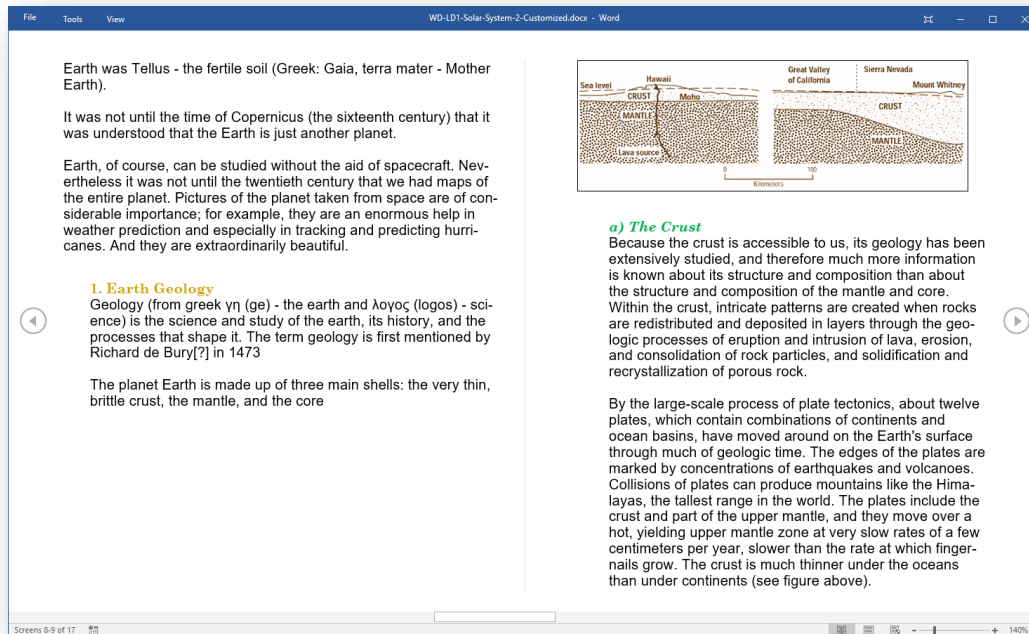 File Tools View WD-LD1-Solar-System-2-Customized.docx - Word
Earth was Tellus - the fertile soil (Greek: Gaia, terra mater - Mother
Earth).
It was not until the time of Copernicus (the sixteenth century) that it
was understood that the Earth is just another planet.
Earth, of course, can be studied without the aid of spacecraft. Nev-
ertheless it was not until the twentieth century that we had maps of
the entire planet. Pictures of the planet taken from space are of con-
siderable importance; for example, they are an enormous help in
weather prediction and especially in tracking and predicting hurri-
canes. And they are extraordinarily beautiful.
1. Earth Geology
Geology (from greek γη (ge) - the earth and λογος (logos) - sci-
ence) is the science and study of the earth, its history, and the
processes that shape it. The term geology is first mentioned by
Richard de Bury[?] in 1473
The planet Earth is made up of three main shells: the very thin,
brittle crust, the mantle, and the core
Sea level
Hawaii
CRUST
Moho
MANTLE
Lava source
Great Valley
of California
Sierra Nevada
Mount Whitney
CRUST
MANTLE
0 100
Kilometers
a) The Crust
Because the crust is accessible to us, its geology has been
extensively studied, and therefore much more information
is known about its structure and composition than about
the structure and composition of the mantle and core.
Within the crust, intricate patterns are created when rocks
are redistributed and deposited in layers through the geo-
logic processes of eruption and intrusion of lava, erosion,
and consolidation of rock particles, and solidification and
recrystallization of porous rock.
By the large-scale process of plate tectonics, about twelve
plates, which contain combinations of continents and
ocean basins, have moved around on the Earth's surface
through much of geologic time. The edges of the plates are
marked by concentrations of earthquakes and volcanoes.
Collisions of plates can produce mountains like the Hima-
layas, the tallest range in the world. The plates include the
crust and part of the upper mantle, and they move over a
hot, yielding upper mantle zone at very slow rates of a few
centimeters per year, slower than the rate at which finger-
nails grow. The crust is much thinner under the oceans
than under continents (see figure above).
Screens 8-9 of 17 140%